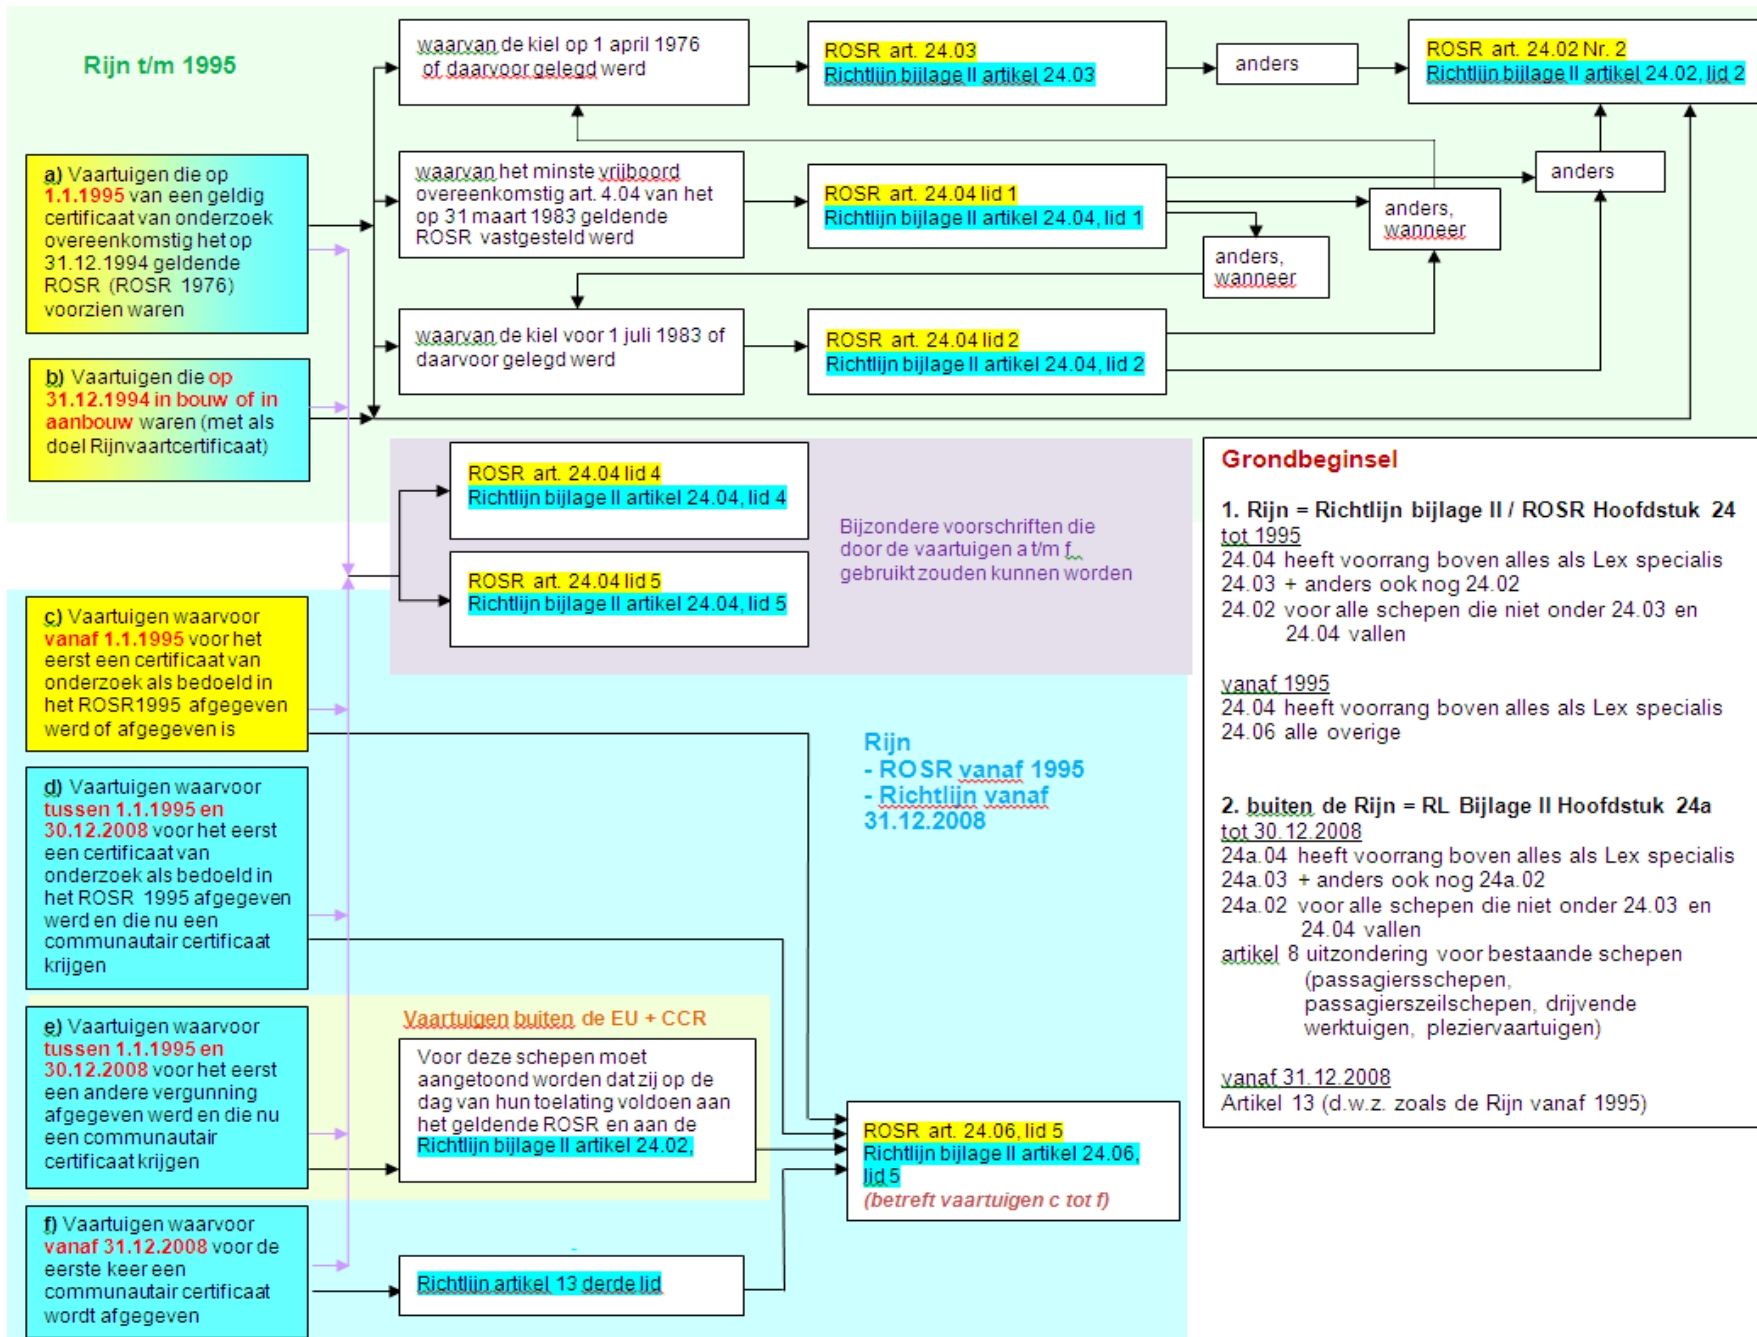 Rijn t/m 1995
waarvan de kiel op 1 april 1976
of daarvoor gelegd werd
ROSR art. 24.03
Richtlijn bijlage II artikel 24.03
anders
ROSR art. 24.02 Nr. 2
Richtlijn bijlage II artikel 24.02, lid 2
a) Vaartuigen die op
1.1.1995 van een geldig
certificaat van onderzoek
overeenkomstig het op
31.12.1994 geldende
ROSR (ROSR 1976)
voorzien waren
waarvan het minste vrijboord
overeenkomstig art. 4.04 van het
op 31 maart 1983 geldende
ROSR vastgesteld werd
ROSR art. 24.04 lid 1
Richtlijn bijlage II artikel 24.04, lid 1
anders
anders,
wanneer
anders,
wanneer
waarvan de kiel voor 1 juli 1983 of
daarvoor gelegd werd
ROSR art. 24.04 lid 2
Richtlijn bijlage II artikel 24.04, lid 2
b) Vaartuigen die op
31.12.1994 in bouw of in
aanbouw waren (met als
doel Rijnvaartcertificaat)
ROSR art. 24.04 lid 4
Richtlijn bijlage II artikel 24.04, lid 4
ROSR art. 24.04 lid 5
Richtlijn bijlage II artikel 24.04, lid 5
Bijzondere voorschriften die
door de vaartuigen a t/m f
gebruikt zouden kunnen worden
c) Vaartuigen waarvoor
vanaf 1.1.1995 voor het
eerst een certificaat van
onderzoek als bedoeld in
het ROSR1995 afgegeven
werd of afgegeven is
Rijn
- ROSR vanaf 1995
- Richtlijn vanaf
31.12.2008
d) Vaartuigen waarvoor
tussen 1.1.1995 en
30.12.2008 voor het eerst
een certificaat van
onderzoek als bedoeld in
het ROSR 1995 afgegeven
werd en die nu een
communautair certificaat
krijgen
e) Vaartuigen waarvoor
tussen 1.1.1995 en
30.12.2008 voor het eerst
een andere vergunning
afgegeven werd en die nu
een communautair
certificaat krijgen
Vaartuigen buiten de EU + CCR
Voor deze schepen moet
aangetoond worden dat zij op de
dag van hun toelating voldoen aan
het geldende ROSR en aan de
Richtlijn bijlage II artikel 24.02,
ROSR art. 24.06, lid 5
Richtlijn bijlage II artikel 24.06,
lid 5
(betreft vaartuigen c tot f)
f) Vaartuigen waarvoor
vanaf 31.12.2008 voor de
eerste keer een
communautair certificaat
wordt afgegeven
Richtlijn artikel 13 derde lid
Grondbeginsel
1. Rijn = Richtlijn bijlage II / ROSR Hoofdstuk 24
tot 1995
24.04 heeft voorrang boven alles als Lex specialis
24.03 + anders ook nog 24.02
24.02 voor alle schepen die niet onder 24.03 en
24.04 vallen
vanaf 1995
24.04 heeft voorrang boven alles als Lex specialis
24.06 alle overige
2. buiten de Rijn = RL Bijlage II Hoofdstuk 24a
tot 30.12.2008
24a.04 heeft voorrang boven alles als Lex specialis
24a.03 + anders ook nog 24a.02
24a.02 voor alle schepen die niet onder 24.03 en
24.04 vallen
artikel 8 uitzondering voor bestaande schepen
(passagiersschepen,
passagierszeilschepen, drijvende
werktuigen, pleziervaartuigen)
vanaf 31.12.2008
Artikel 13 (d.w.z. zoals de Rijn vanaf 1995)